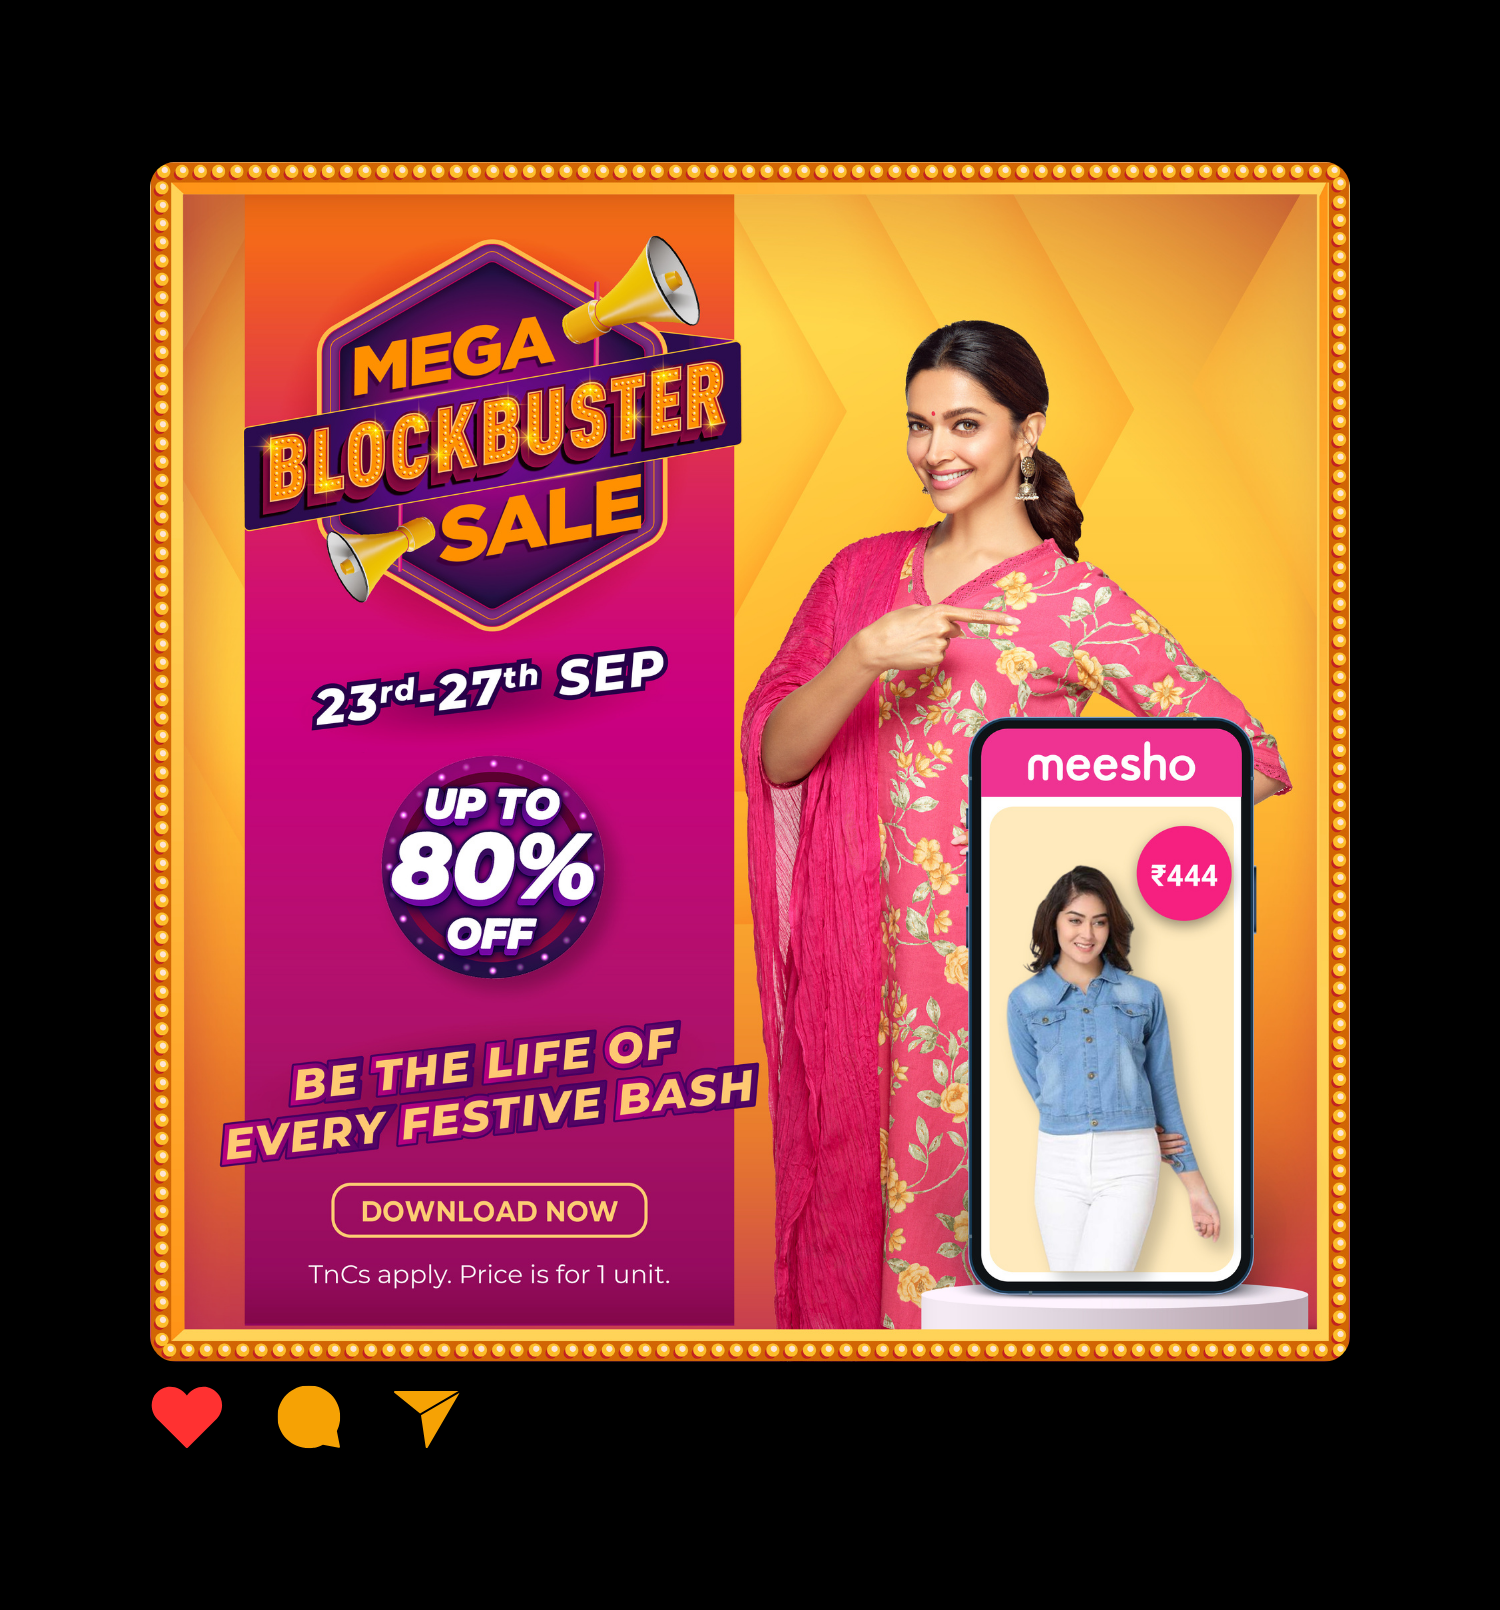 MEGA
BLOCKBUSTER
SALE
23rd-27th SEP
UP TO
80%
OFF
BE THE LIFE OF
EVERY FESTIVE BASH
DOWNLOAD NOW
TnCs apply. Price is for 1 unit.
meesho
₹444